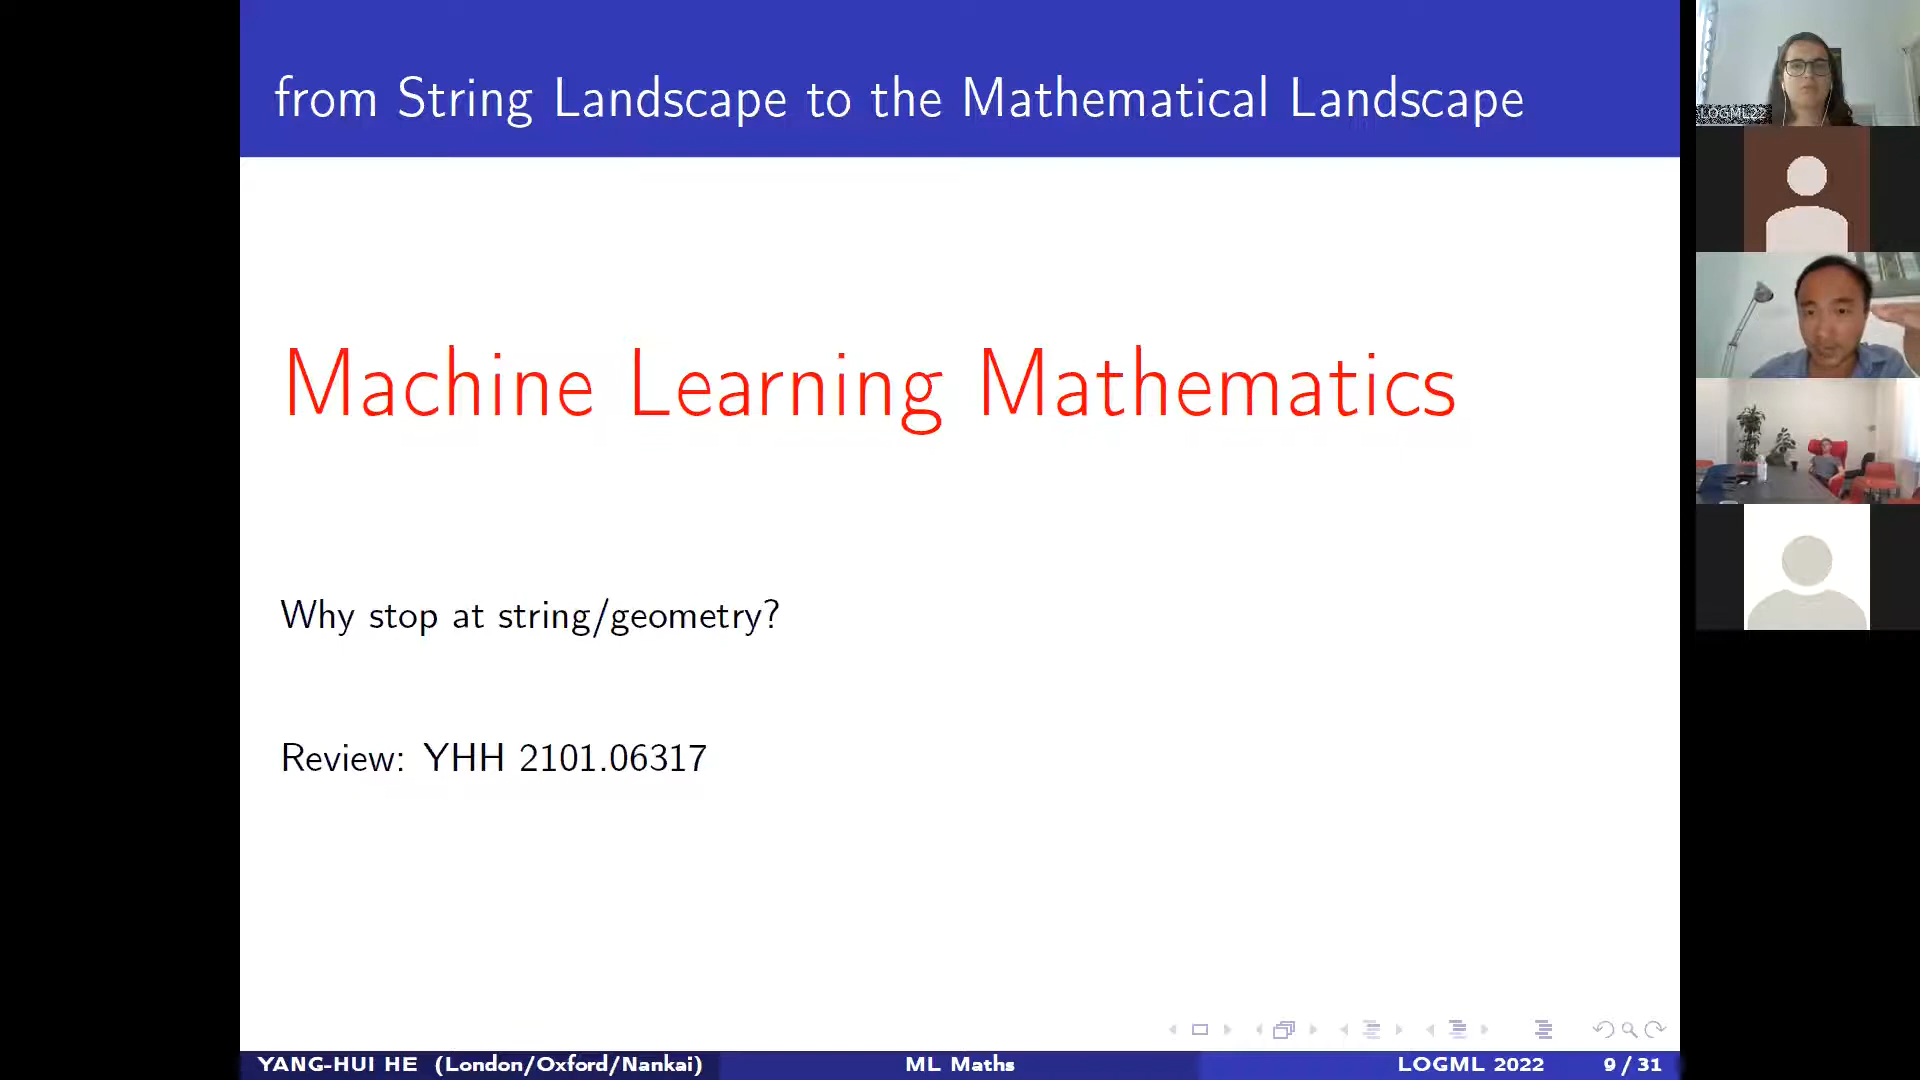 from String Landscape to the Mathematical Landscape
Machine Learning Mathematics
Why stop at string/geometry?
Review: YHH 2101.06317
YANG-HUI HE (London/Oxford/Nankai) ML Maths LOGML 2022 9 / 31
LOGML22